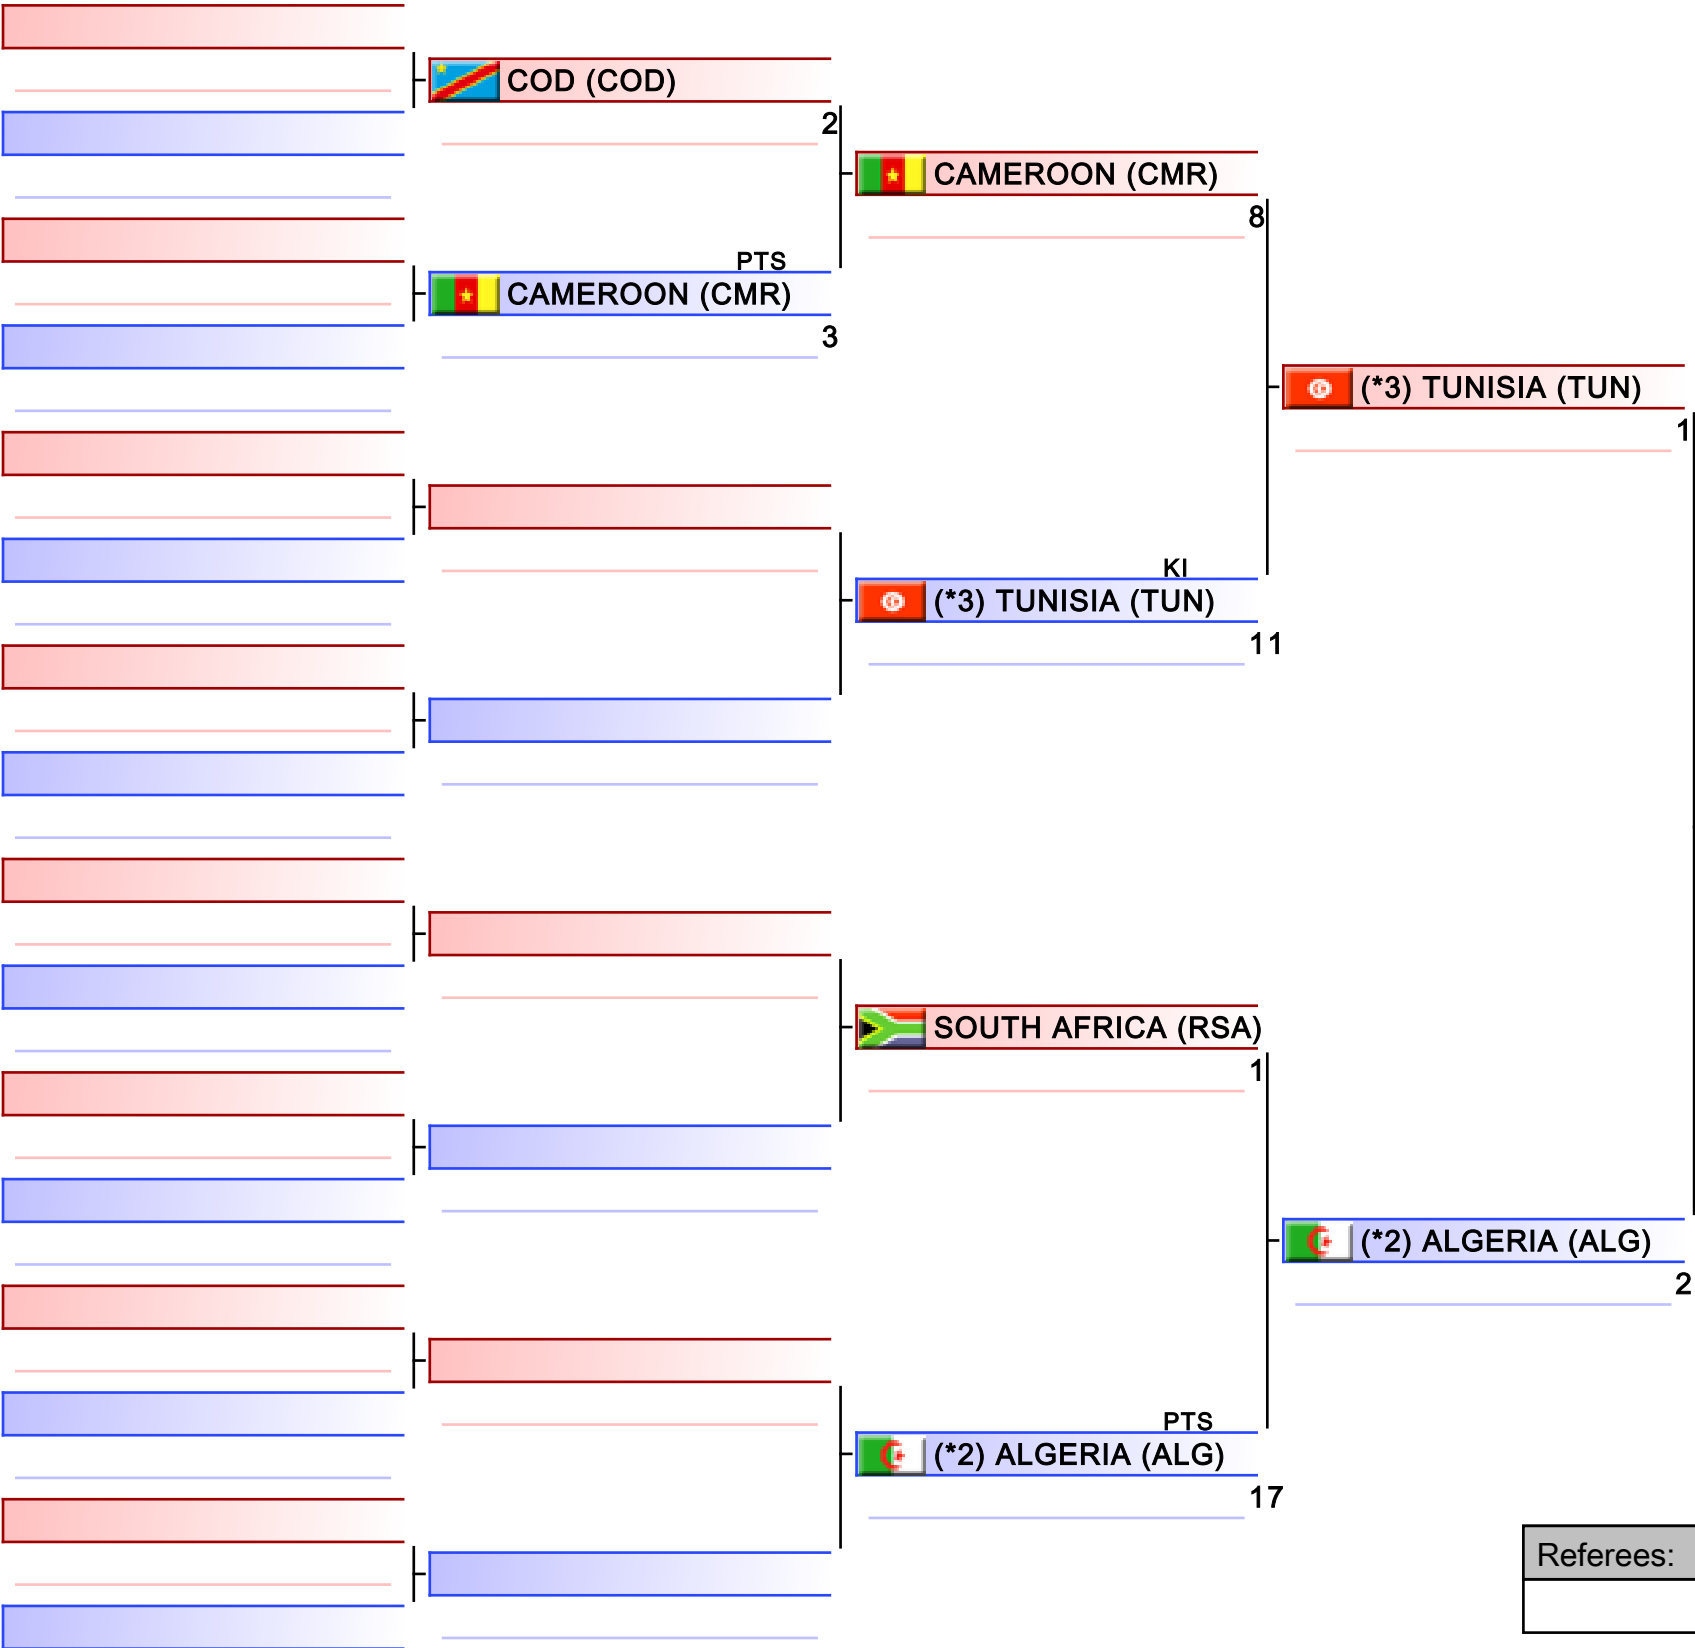 COD (COD)
2
CAMEROON (CMR)
8
PTS
CAMEROON (CMR)
3
(*3) TUNISIA (TUN)
1
KI
(*3) TUNISIA (TUN)
11
SOUTH AFRICA (RSA)
1
(*2) ALGERIA (ALG)
2
PTS
(*2) ALGERIA (ALG)
17
Referees: